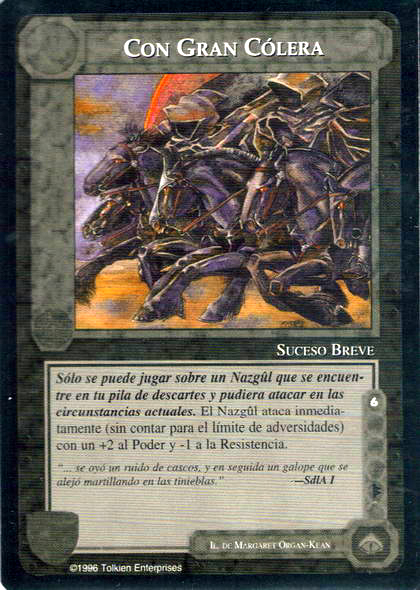 CON GRAN CÓLERA
SUCESO BREVE
Sólo se puede jugar sobre un Nazgûl que se encuen-
tre en tu pila de descartes y pudiera atacar en las
circunstancias actuales. El Nazgûl ataca inmedia-
tamente (sin contar para el límite de adversidades)
con un +2 al Poder y -1 a la Resistencia.
6
"... se oyó un ruido de cascos, y en seguida un galope que se
alejó martillando en las tinieblas." —SdlA I
IL. DE MARGARET ORGAN-KEAN
©1996 Tolkien Enterprises